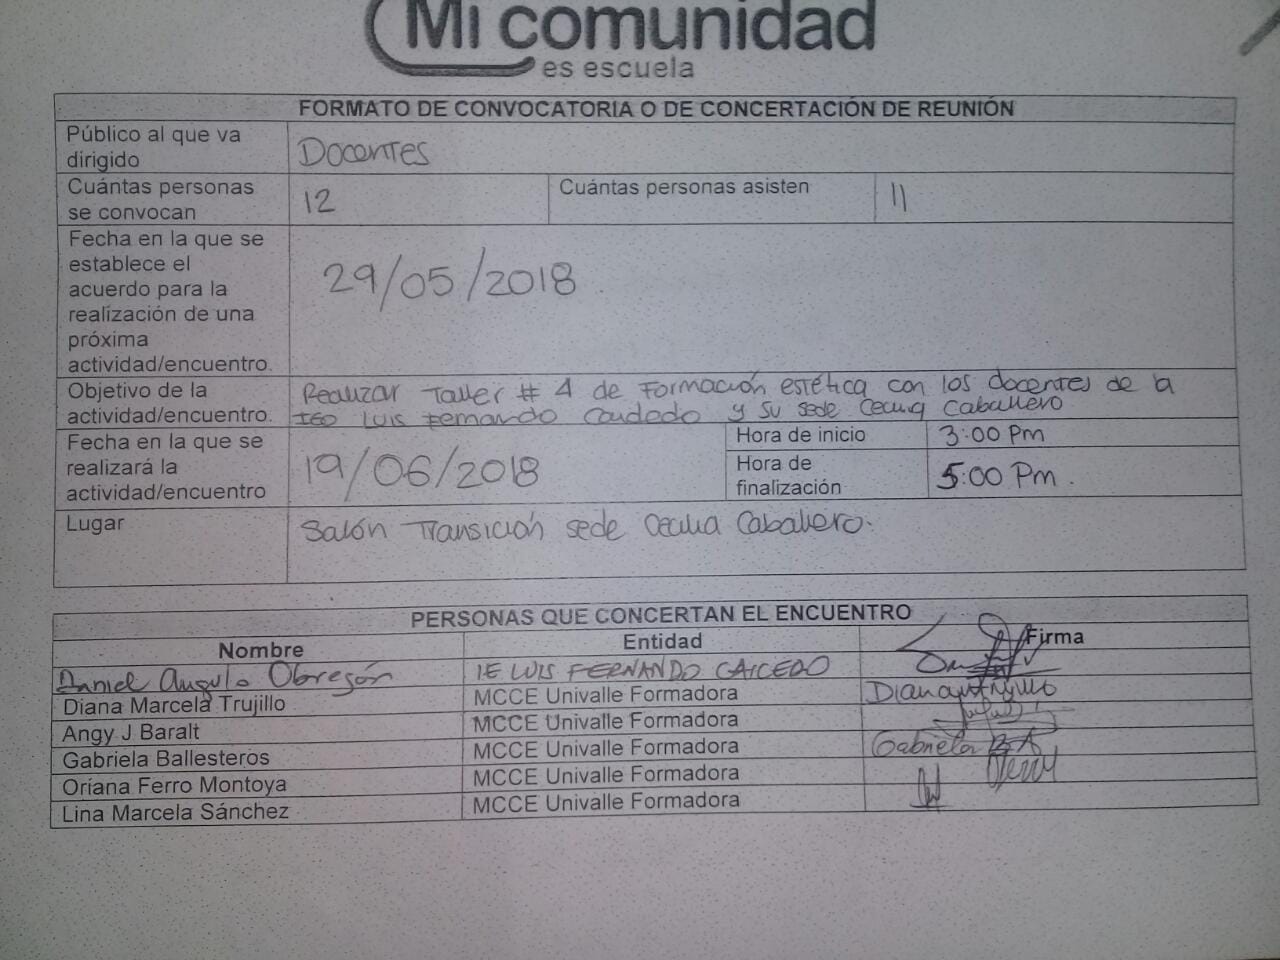 Mi comunidad
es escuela
FORMATO DE CONVOCATORIA O DE CONCERTACIÓN DE REUNIÓN
Público al que va
dirigido
Docentes
Cuántas personas
se convocan
12
Cuántas personas asisten
11
Fecha en la que se
establece el
acuerdo para la
realización de una
próxima
actividad/encuentro.
29/05/2018
Objetivo de la
actividad/encuentro.
Realizar Taller # 4 de Formación estética con los docentes de la
IEO Luis Fernando Caicedo y su sede Cecilia Caballero
Fecha en la que se
realizará la
actividad/encuentro
19/06/2018
Hora de inicio
3:00 Pm
Hora de
finalización
5:00 Pm.
Lugar
Salón Transición sede Cecilia Caballero.
PERSONAS QUE CONCERTAN EL ENCUENTRO
Nombre Entidad Firma
Daniel Angulo Obregón IE LUIS FERNANDO CAICEDO
Diana Marcela Trujillo MCCE Univalle Formadora Diana Trujillo
Angy J Baralt MCCE Univalle Formadora
Gabriela Ballesteros MCCE Univalle Formadora Gabriela B A
Oriana Ferro Montoya MCCE Univalle Formadora
Lina Marcela Sánchez MCCE Univalle Formadora